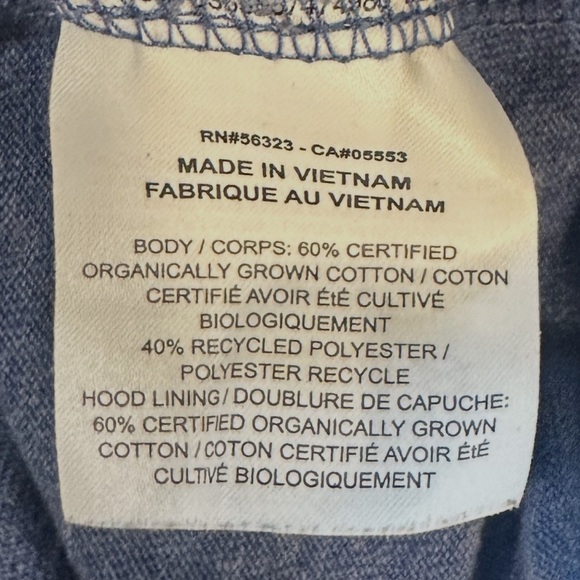 RN#56323 - CA#05553
MADE IN VIETNAM
FABRIQUE AU VIETNAM
BODY / CORPS: 60% CERTIFIED
ORGANICALLY GROWN COTTON / COTON
CERTIFIÉ AVOIR ÉtÉ CULTIVÉ
BIOLOGIQUEMENT
40% RECYCLED POLYESTER /
POLYESTER RECYCLE
HOOD LINING / DOUBLURE DE CAPUCHE:
60% CERTIFIED ORGANICALLY GROWN
COTTON / COTON CERTIFIÉ AVOIR ÉtÉ
CULTIVÉ BIOLOGIQUEMENT